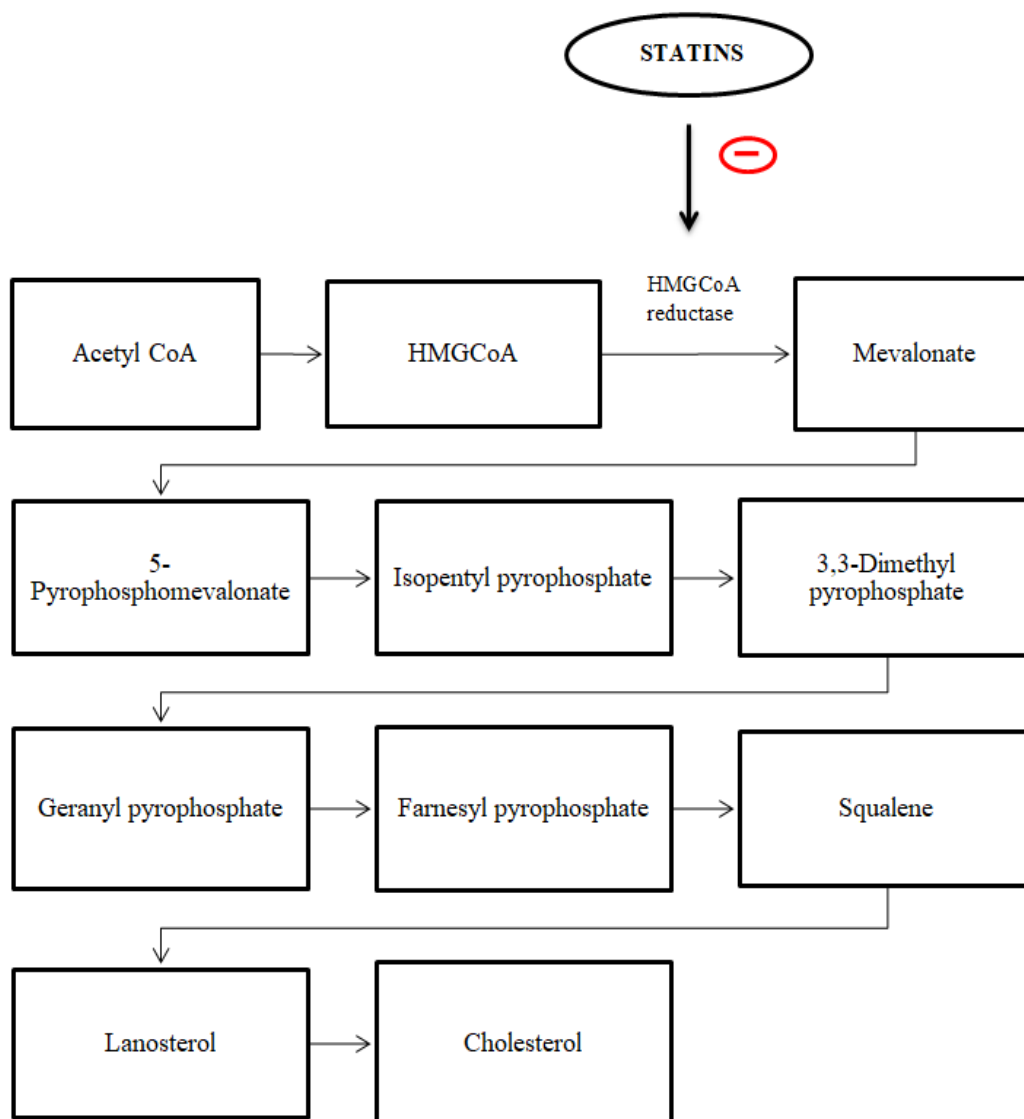 STATINS
−
HMGCoA
reductase
Acetyl CoA
HMGCoA
Mevalonate
5-
Pyrophosphomevalonate
Isopentyl pyrophosphate
3,3-Dimethyl
pyrophosphate
Geranyl pyrophosphate
Farnesyl pyrophosphate
Squalene
Lanosterol
Cholesterol